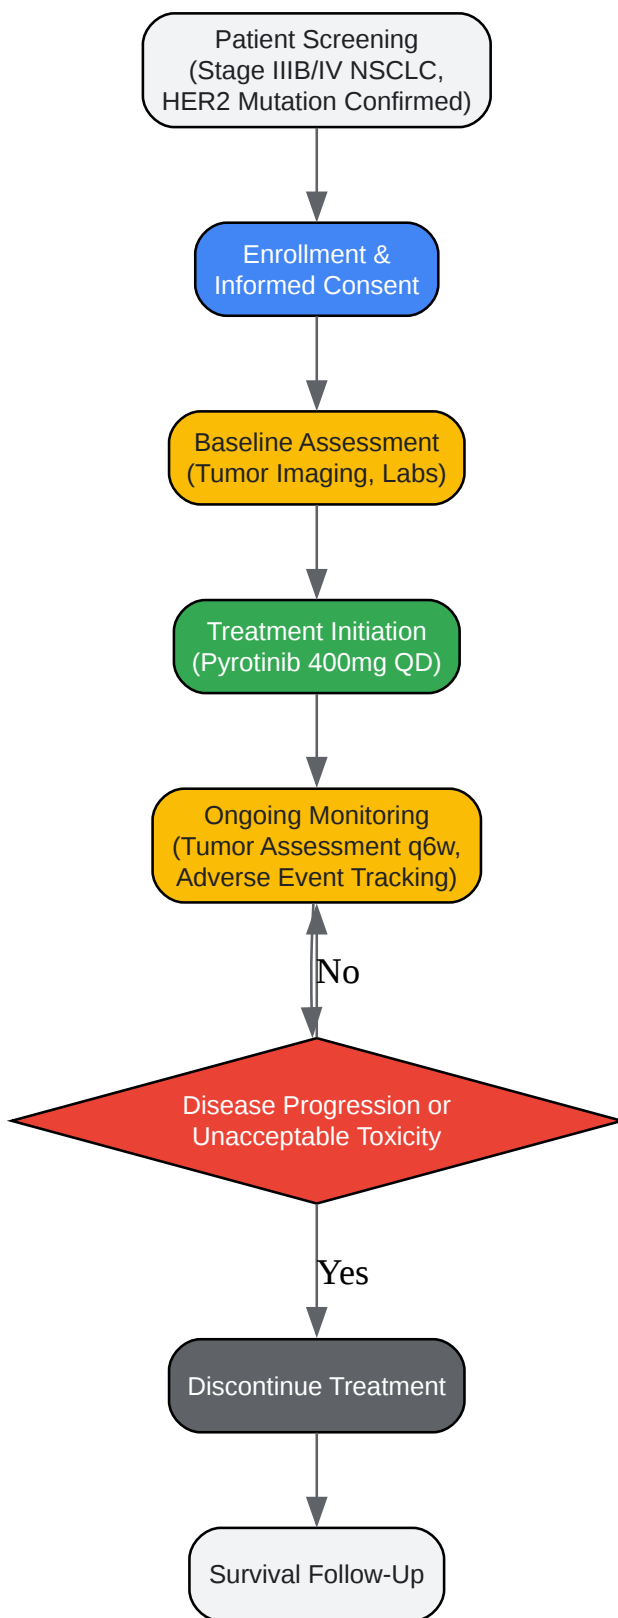 Patient Screening
(Stage IIIB/IV NSCLC,
HER2 Mutation Confirmed)
Enrollment &
Informed Consent
Baseline Assessment
(Tumor Imaging, Labs)
Treatment Initiation
(Pyrotinib 400mg QD)
Ongoing Monitoring
(Tumor Assessment q6w,
Adverse Event Tracking)
No
Disease Progression or
Unacceptable Toxicity
Yes
Discontinue Treatment
Survival Follow-Up